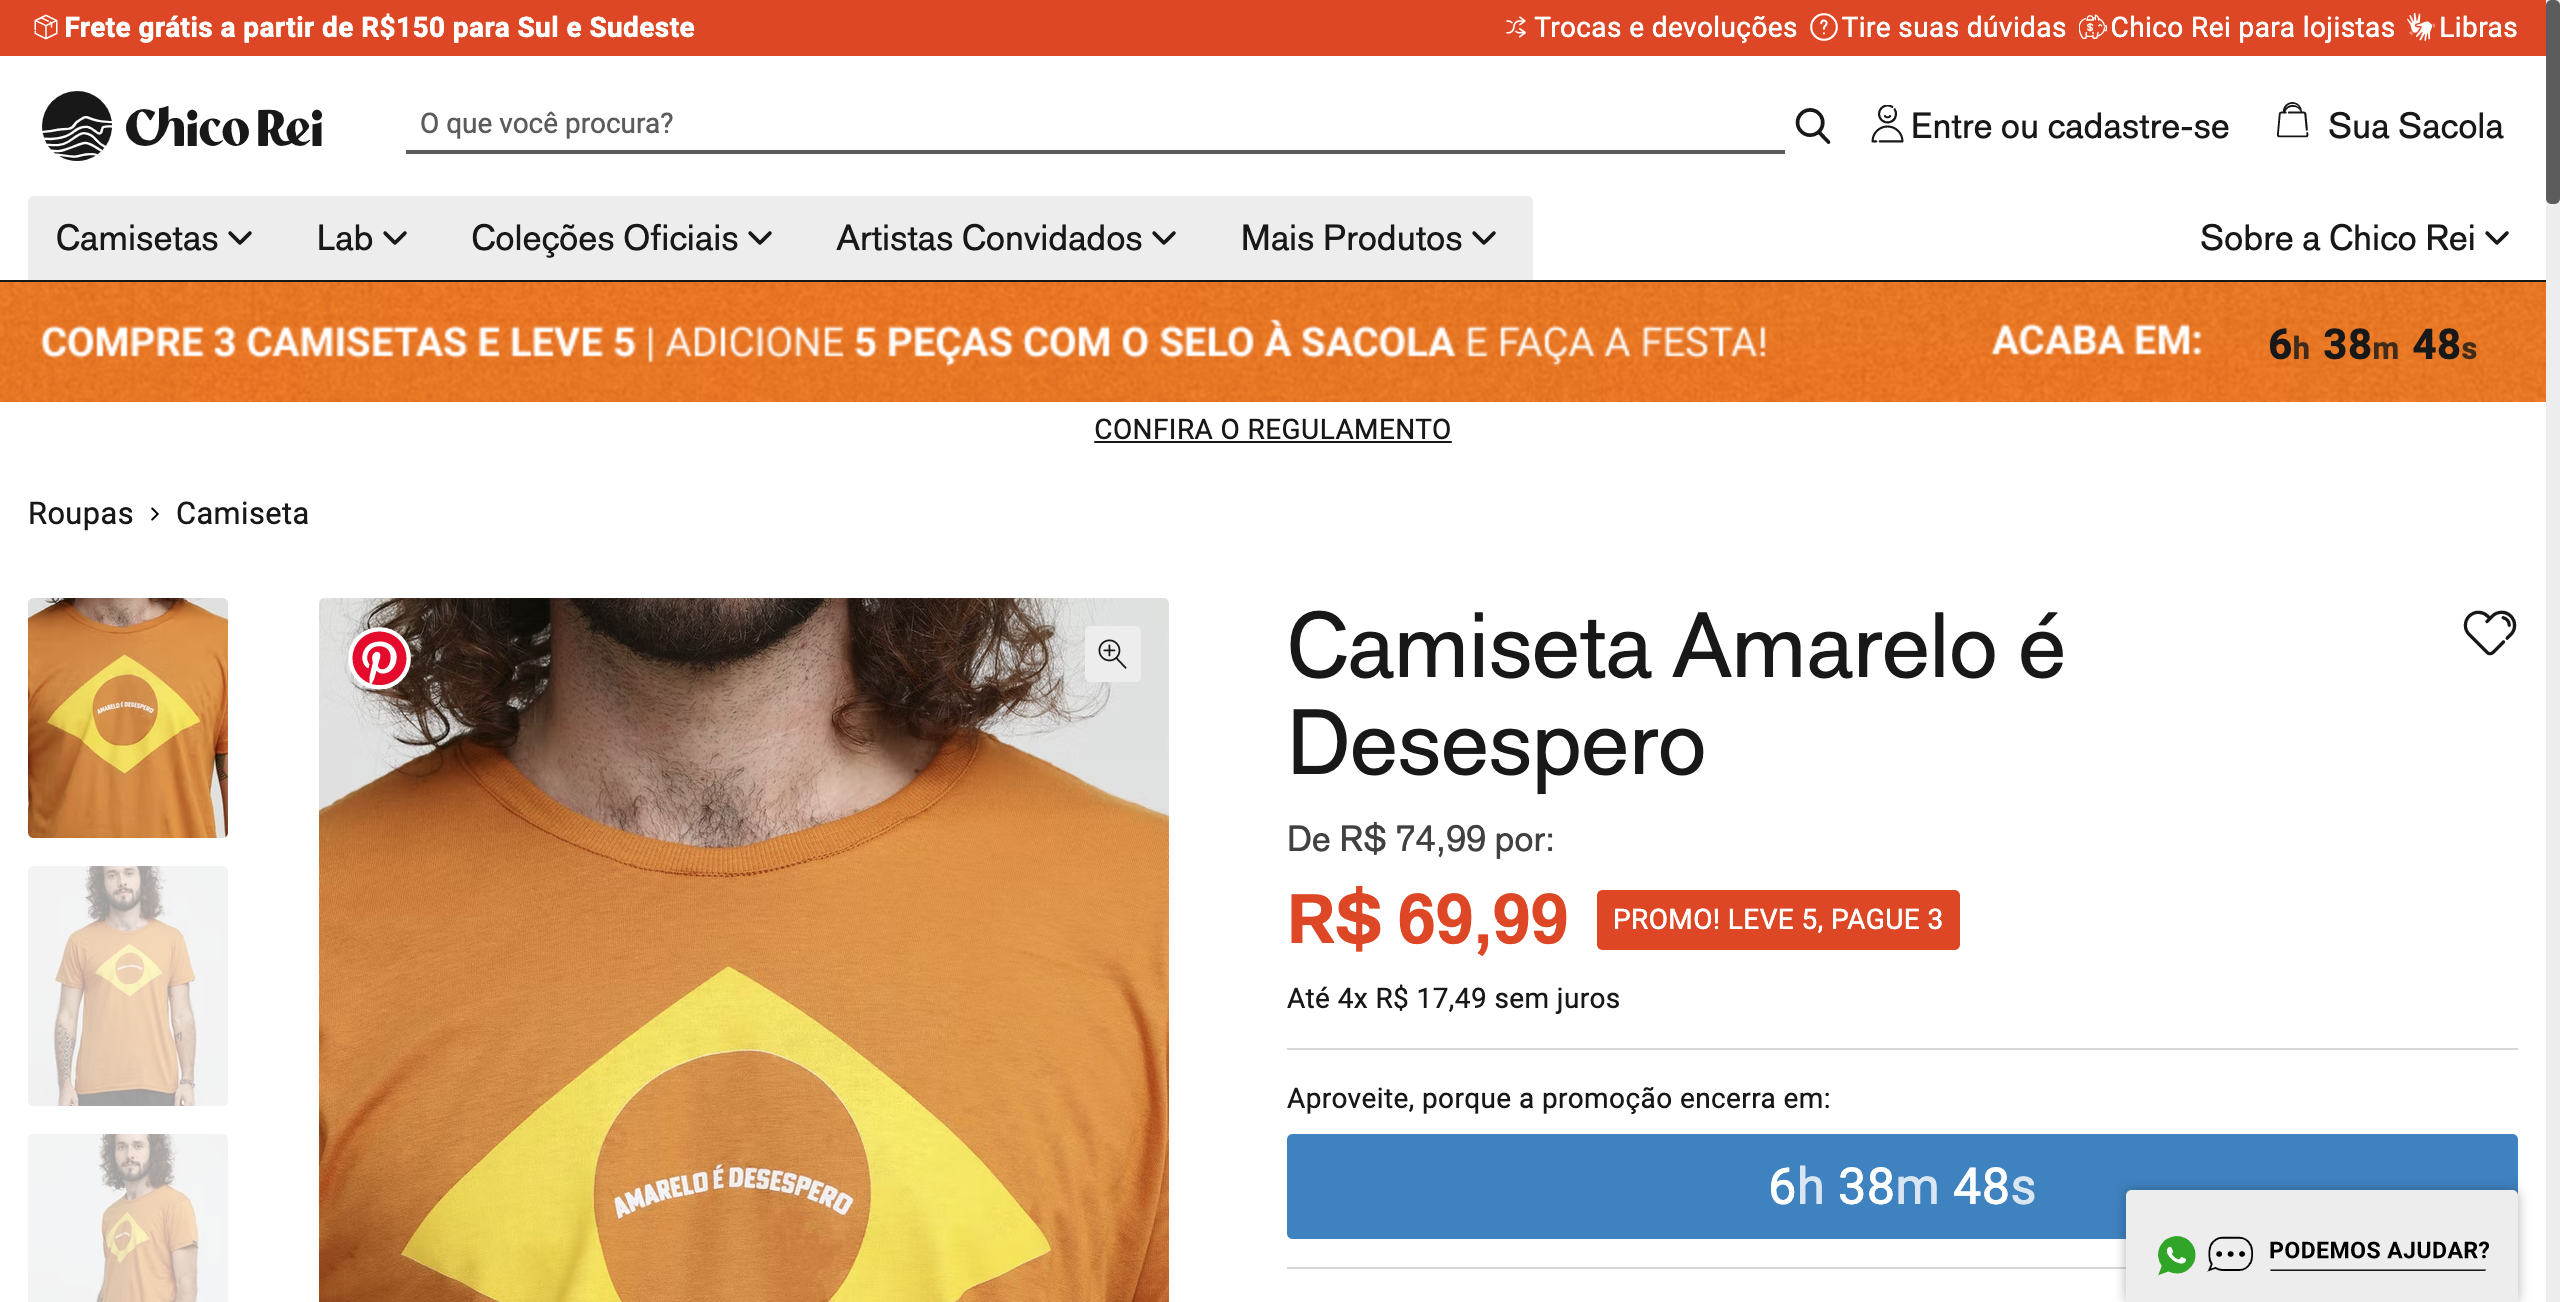 Frete grátis a partir de R$150 para Sul e Sudeste
Trocas e devoluções Tire suas dúvidas Chico Rei para lojistas Libras
Chico Rei
O que você procura?
Entre ou cadastre-se
Sua Sacola
Camisetas Lab Coleções Oficiais Artistas Convidados Mais Produtos
Sobre a Chico Rei
COMPRE 3 CAMISETAS E LEVE 5 | ADICIONE 5 PEÇAS COM O SELO À SACOLA E FAÇA A FESTA!
ACABA EM: 6h 38m 48s
CONFIRA O REGULAMENTO
Roupas › Camiseta
AMARELO É DESESPERO
AMARELO É DESESPERO
Camiseta Amarelo é
Desespero
De R$ 74,99 por:
R$ 69,99
PROMO! LEVE 5, PAGUE 3
Até 4x R$ 17,49 sem juros
Aproveite, porque a promoção encerra em:
6h 38m 48s
PODEMOS AJUDAR?